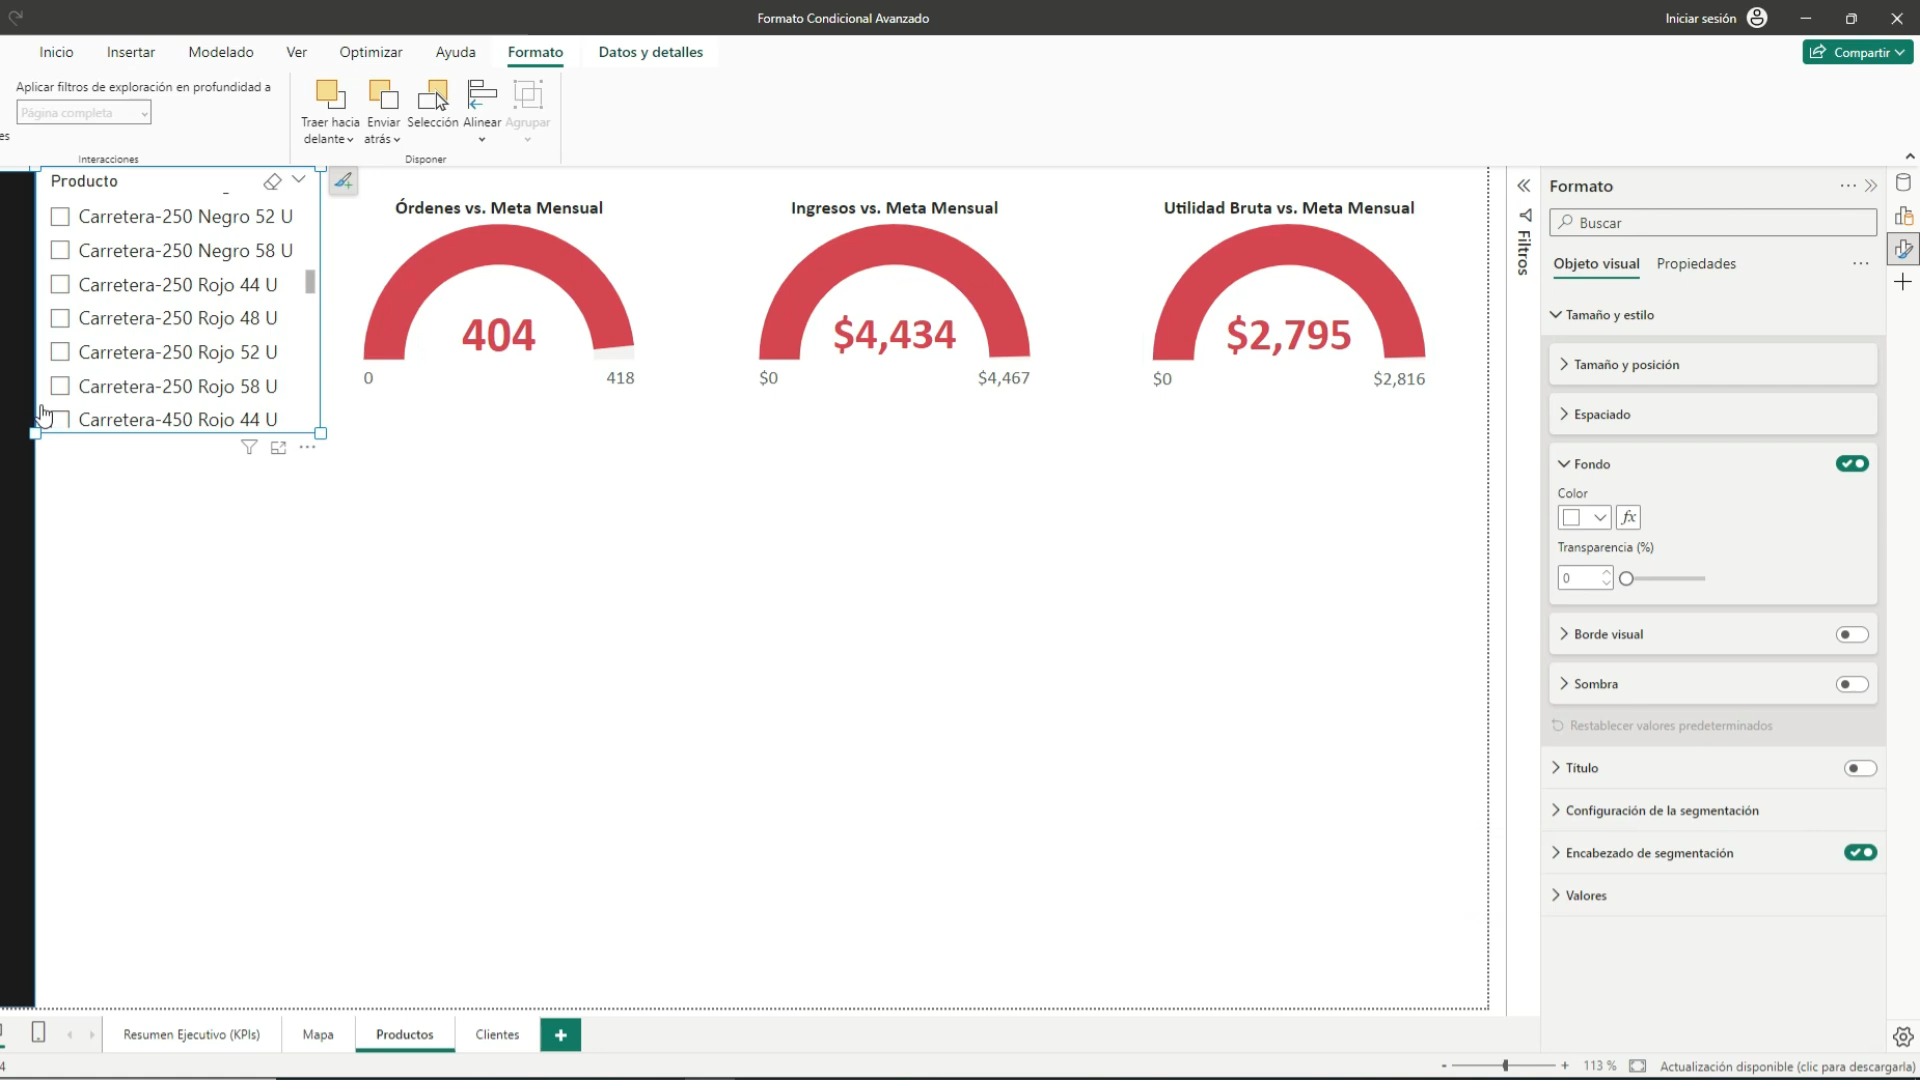 Formato Condicional Avanzado
Iniciar sesión
Inicio
Insertar
Modelado
Ver
Optimizar
Ayuda
Formato
Datos y detalles
Compartir
Aplicar filtros de exploración en profundidad a
Página completa
es
Interacciones
Traer hacia
delante
Enviar
atrás
Selección
Alinear
Agrupar
Disponer
Producto
Carretera-250 Negro 52 U
Carretera-250 Negro 58 U
Carretera-250 Rojo 44 U
Carretera-250 Rojo 48 U
Carretera-250 Rojo 52 U
Carretera-250 Rojo 58 U
Carretera-450 Rojo 44 U
Órdenes vs. Meta Mensual
404
0
418
Ingresos vs. Meta Mensual
$4,434
$0
$4,467
Utilidad Bruta vs. Meta Mensual
$2,795
$0
$2,816
Filtros
Formato
Buscar
Objeto visual
Propiedades
Tamaño y estilo
Tamaño y posición
Espaciado
Fondo
Color
fx
Transparencia (%)
0
Borde visual
Sombra
Restablecer valores predeterminados
Título
Configuración de la segmentación
Encabezado de segmentación
Valores
Resumen Ejecutivo (KPIs)
Mapa
Productos
Clientes
+
4
- + 113 %
Actualización disponible (clic para descargarla)